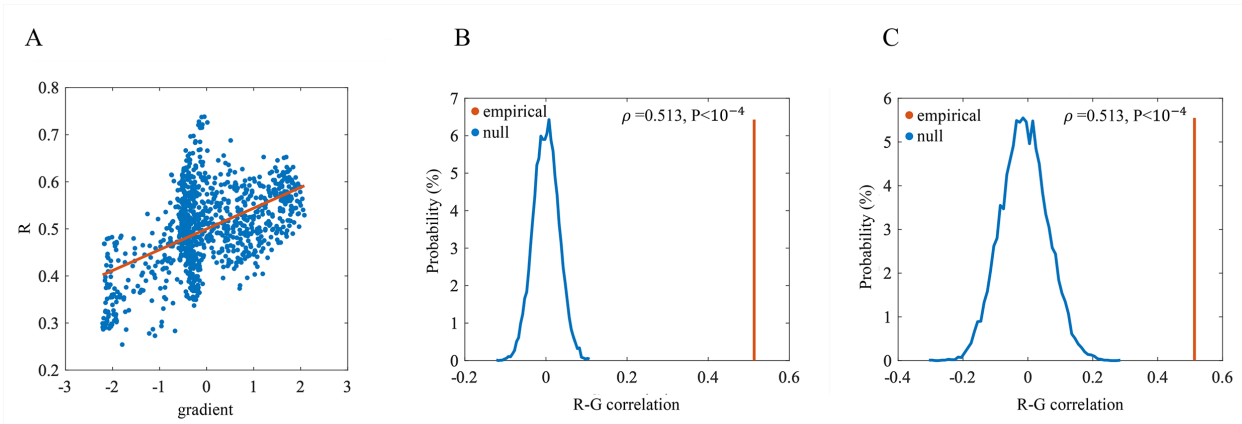 A
0.8
0.7
0.6
0.5
0.4
0.3
0.2
R
-3 -2 -1 0 1 2 3
gradient
B
7
6
5
4
3
2
1
0
Probability (%)
empirical
null
ρ =0.513, P<10⁻⁴
-0.2 0 0.2 0.4 0.6
R-G correlation
C
6
5
4
3
2
1
0
Probability (%)
empirical
null
ρ =0.513, P<10⁻⁴
-0.4 -0.2 0 0.2 0.4 0.6
R-G correlation